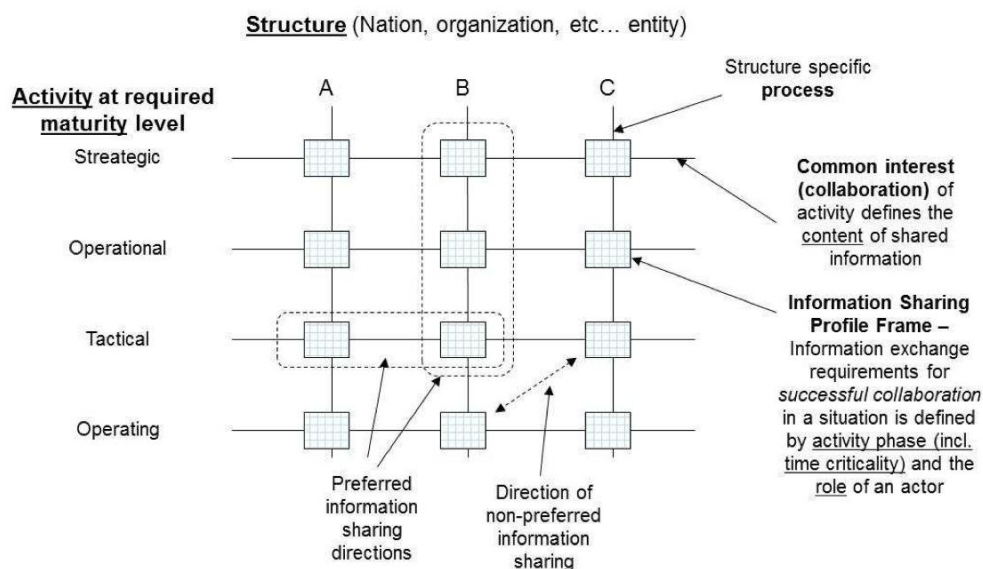 Structure (Nation, organization, etc… entity)
Activity at required
maturity level
A
B
C
Structure specific
process
Streategic
Operational
Tactical
Operating
Common interest
(collaboration) of
activity defines the
content of shared
information
Information Sharing
Profile Frame –
Information exchange
requirements for
successful collaboration
in a situation is defined
by activity phase (incl.
time criticality) and the
role of an actor
Preferred
information
sharing
directions
Direction of
non-preferred
information
sharing